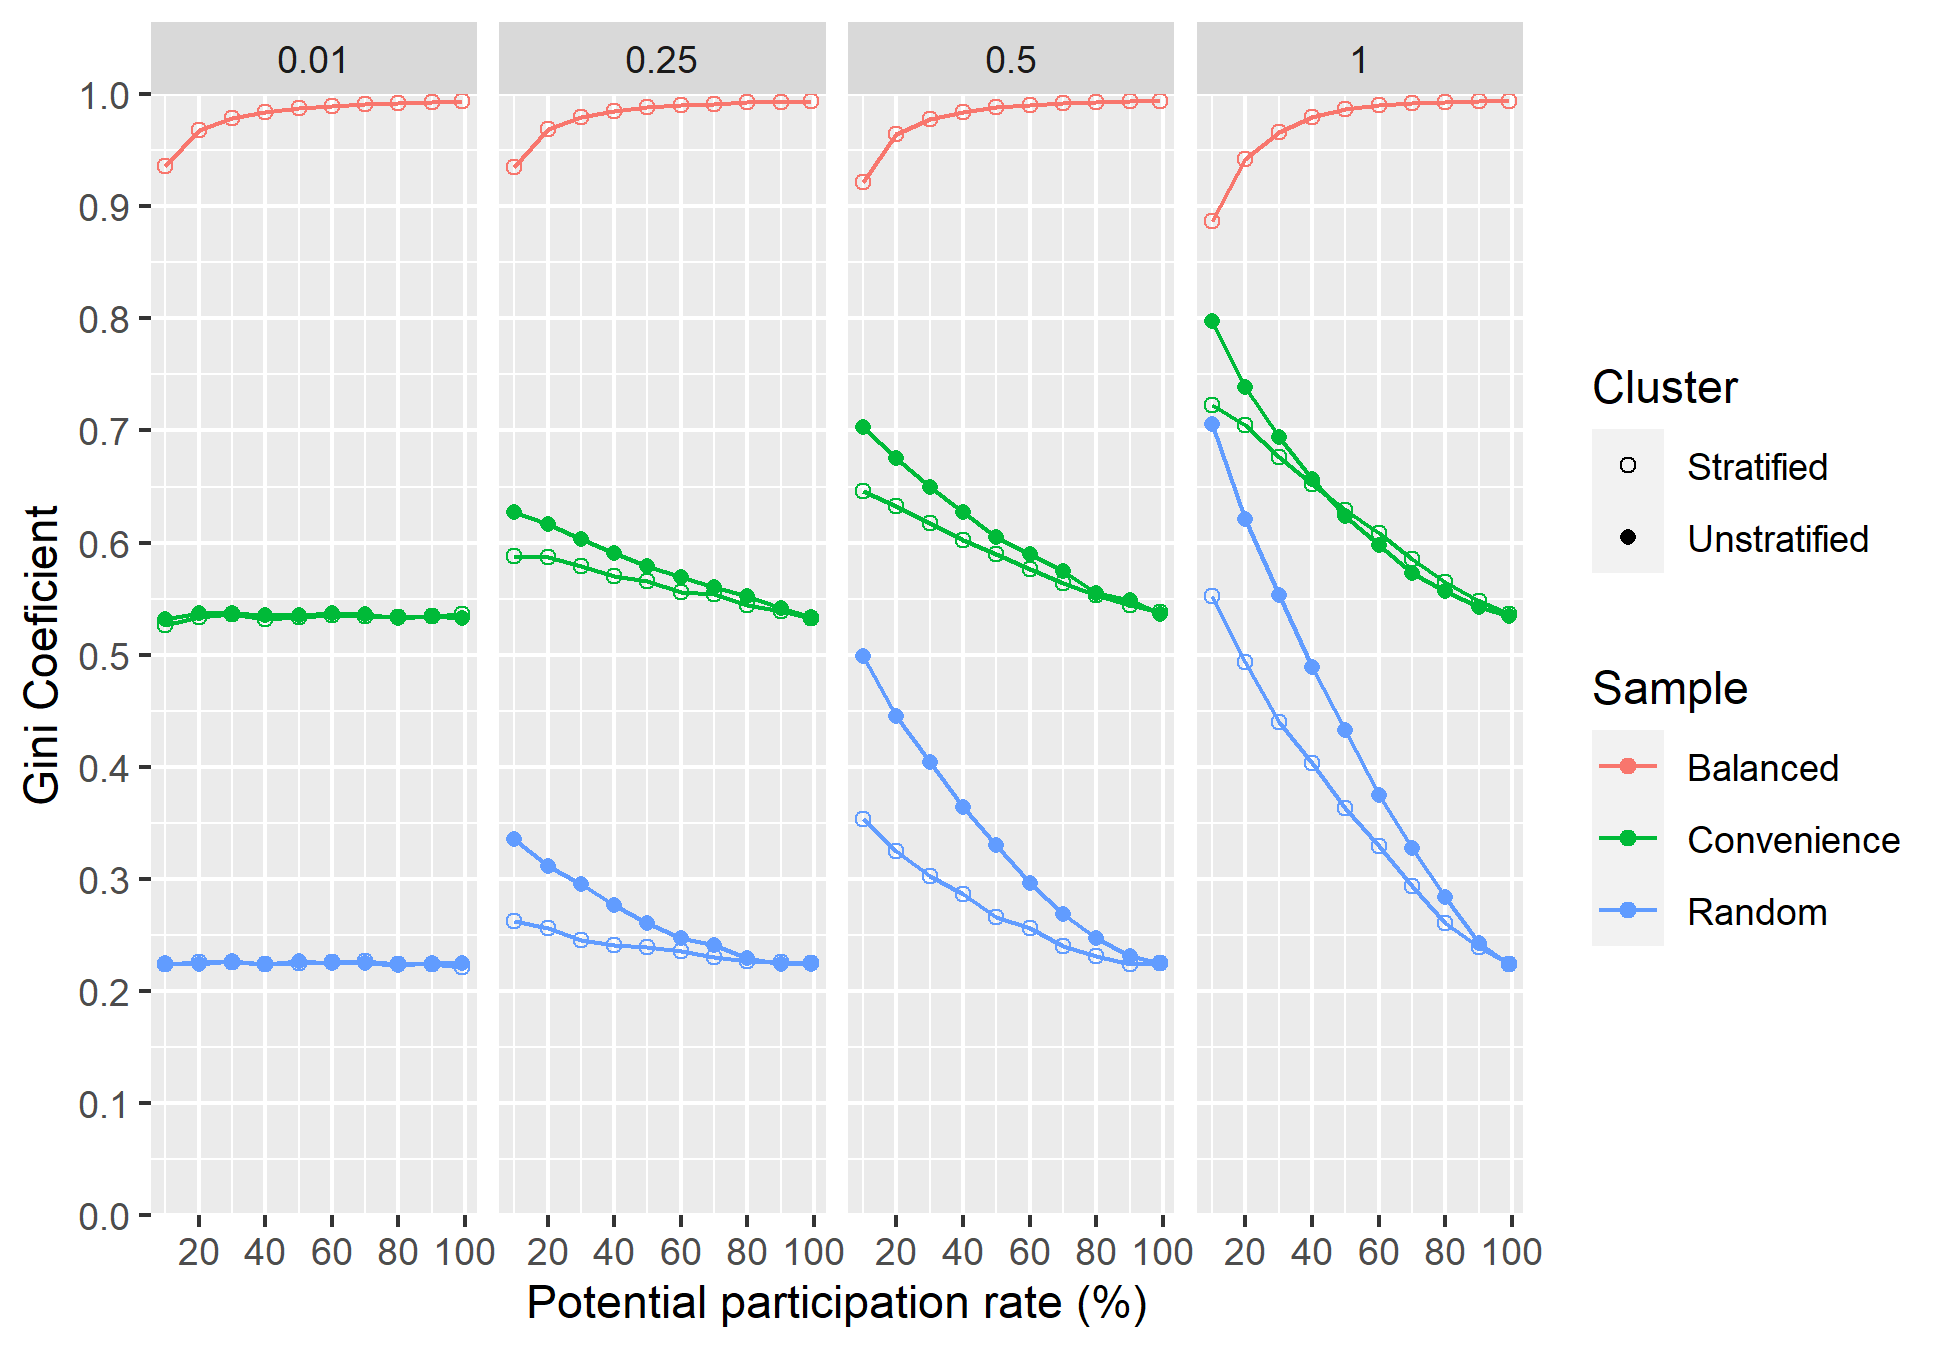 0.01 0.25 0.5 1
1.0
0.9
0.8
0.7
0.6
0.5
0.4
0.3
0.2
0.1
0.0
Gini Coeficient
20 40 60 80 100 20 40 60 80 100 20 40 60 80 100 20 40 60 80 100
Potential participation rate (%)
Cluster
Stratified
Unstratified
Sample
Balanced
Convenience
Random